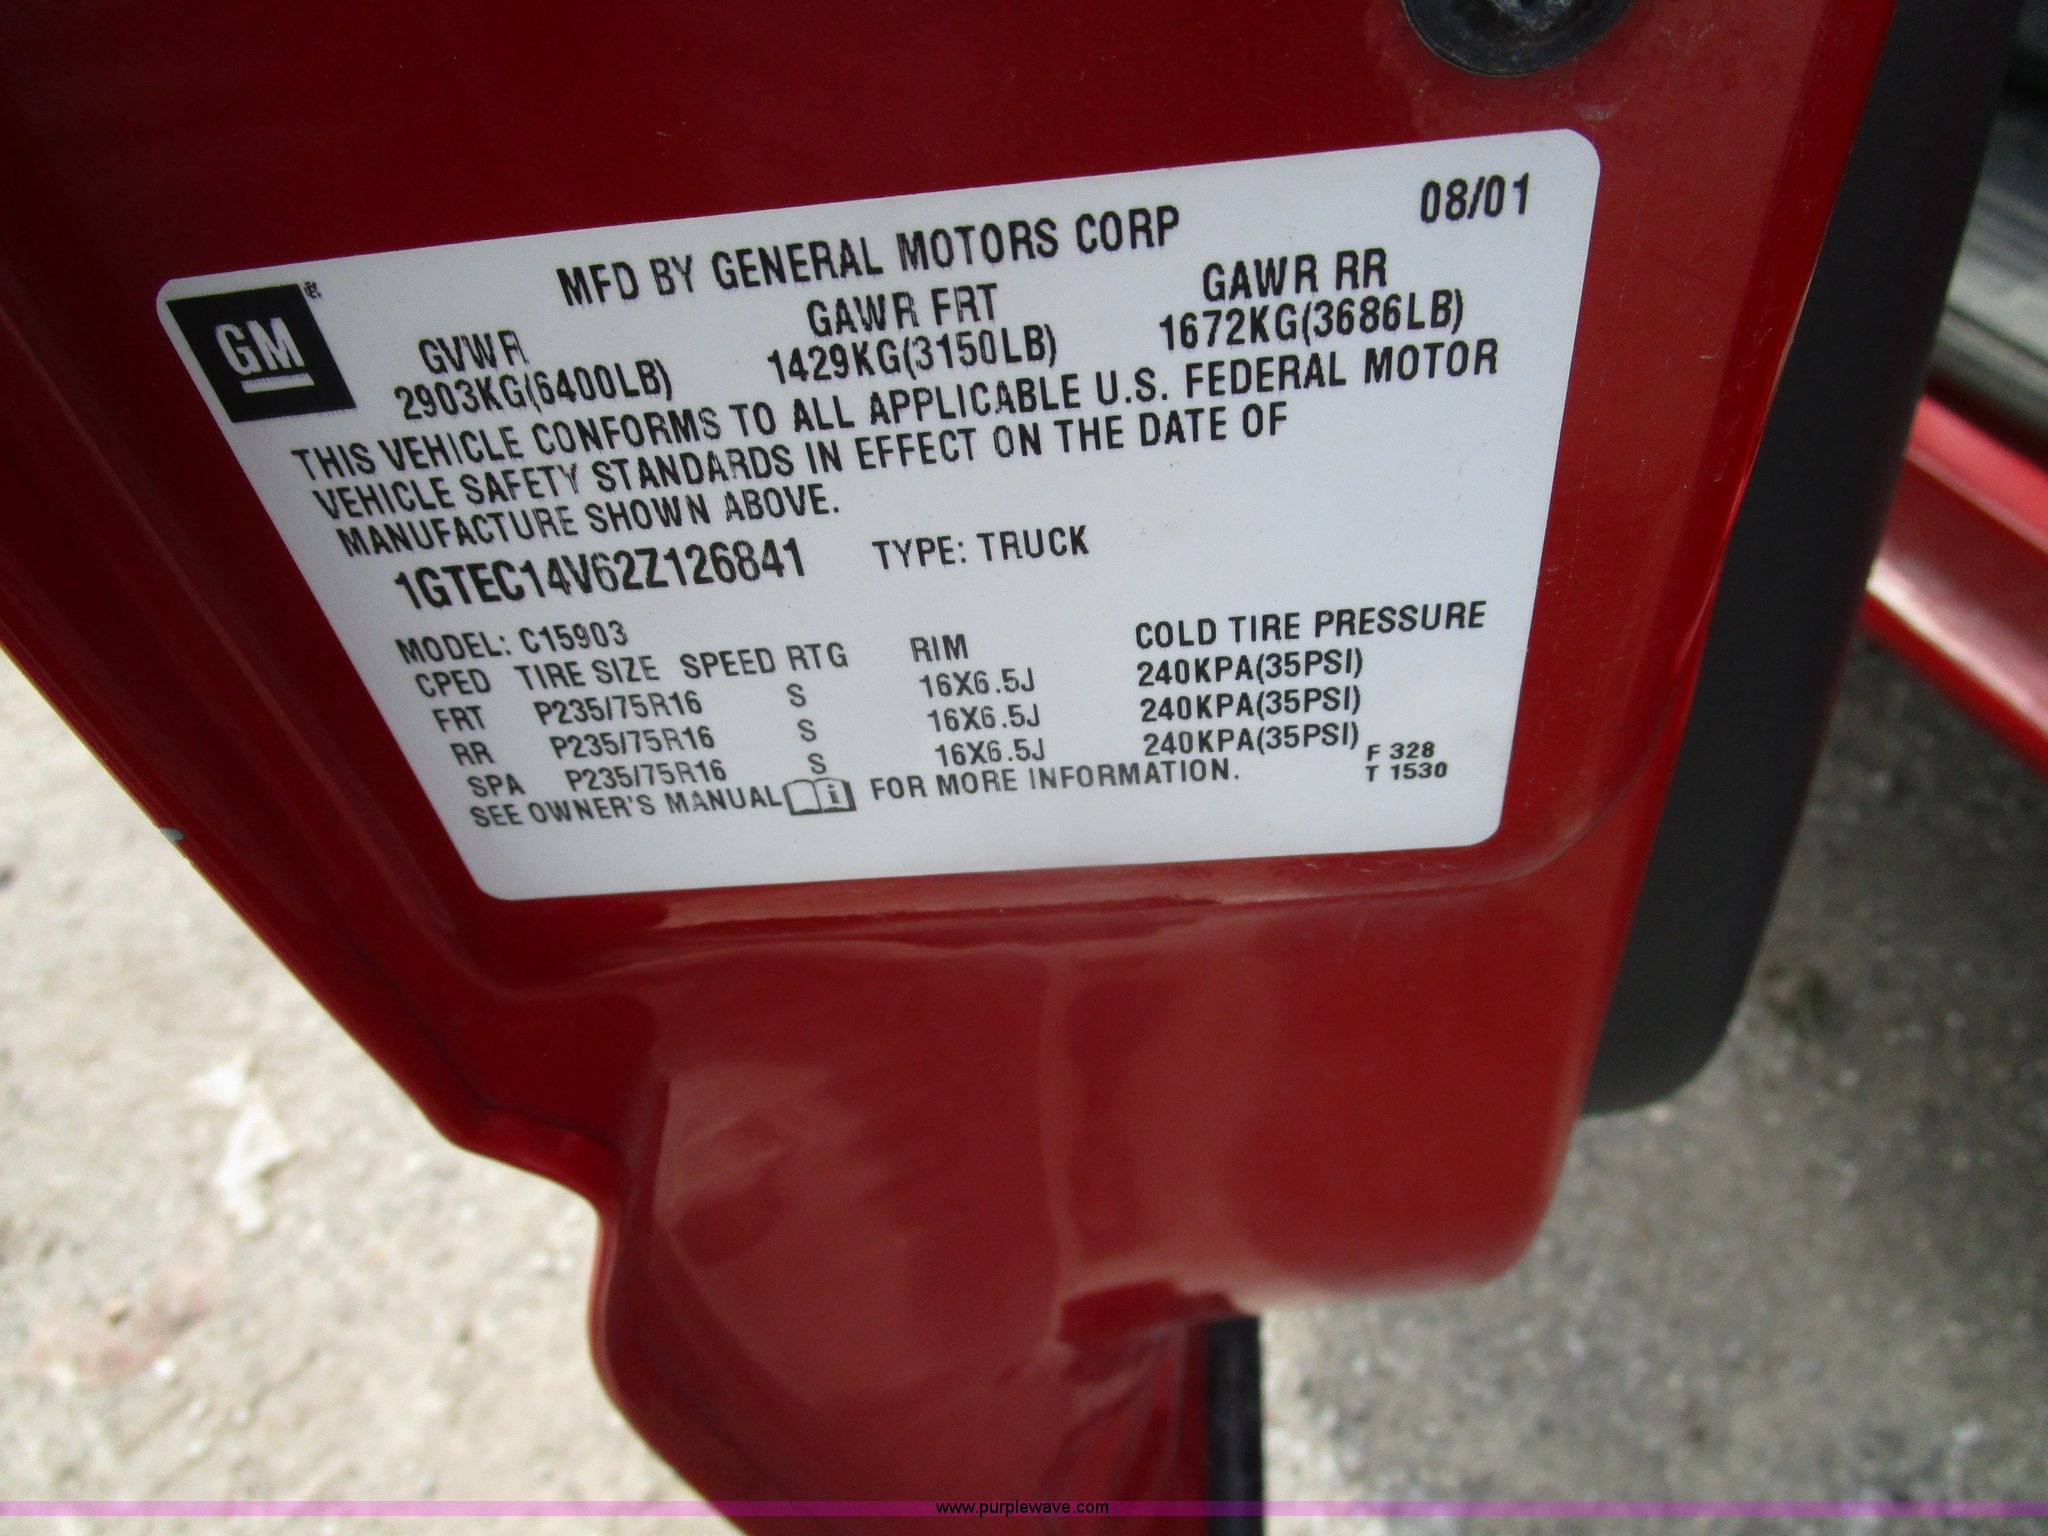 08/01
MFD BY GENERAL MOTORS CORP
GM ®
GVWR GAWR FRT GAWR RR
2903KG(6400LB) 1429KG(3150LB) 1672KG(3686LB)
THIS VEHICLE CONFORMS TO ALL APPLICABLE U.S. FEDERAL MOTOR
VEHICLE SAFETY STANDARDS IN EFFECT ON THE DATE OF
MANUFACTURE SHOWN ABOVE.
1GTEC14V62Z126841 TYPE: TRUCK
MODEL: C15903
CPED TIRE SIZE SPEED RTG RIM COLD TIRE PRESSURE
FRT P235/75R16 S 16X6.5J 240KPA(35PSI)
RR P235/75R16 S 16X6.5J 240KPA(35PSI)
SPA P235/75R16 S 16X6.5J 240KPA(35PSI)
SEE OWNER'S MANUAL i FOR MORE INFORMATION.
F 328
T 1530
www.purplewave.com